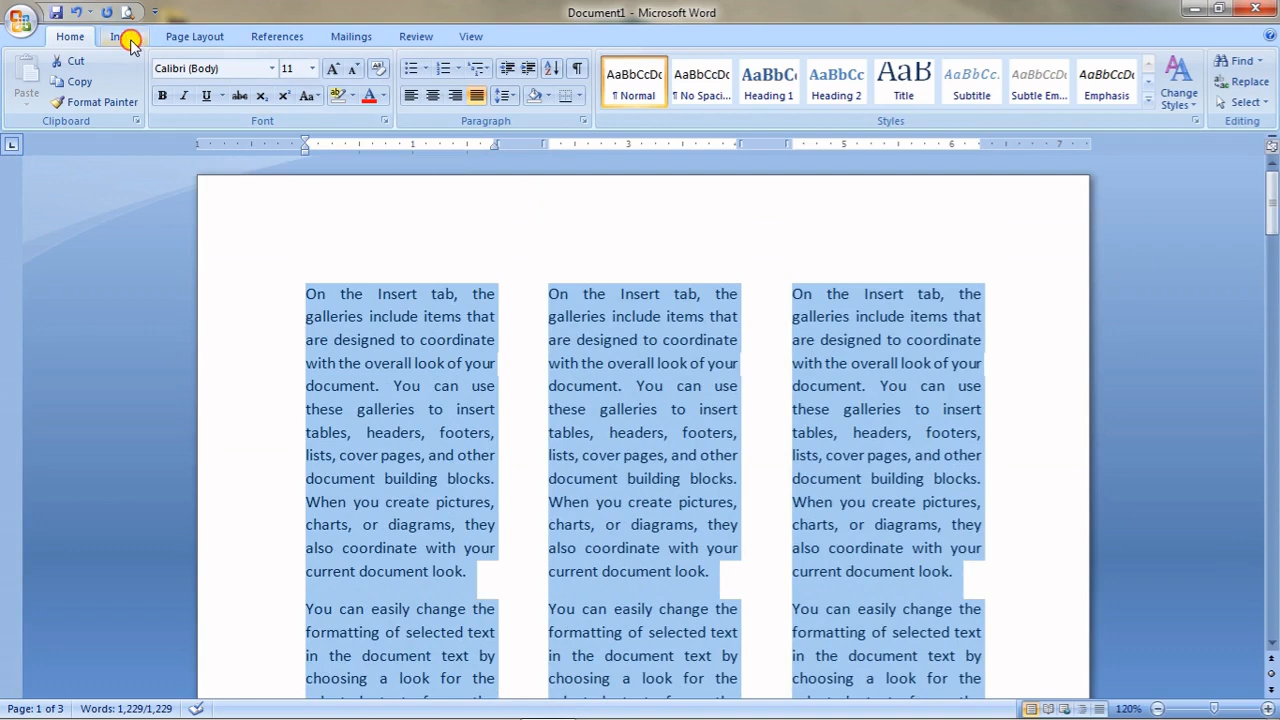 Document1 - Microsoft Word
Home Page Layout References Mailings Review View
Cut
Copy
Format Painter
Paste
Clipboard
Calibri (Body) 11
B I U abc X₂ X² Aa
Font
Paragraph
AaBbCcDc AaBbCcDc AaBbCc AaBbCc AaB AaBbCc. AaBbCcDc AaBbCcDc
¶ Normal ¶ No Spaci... Heading 1 Heading 2 Title Subtitle Subtle Em... Emphasis
Change
Styles
Styles
Find
Replace
Select
Editing
1 1 3 5 6 7
On the Insert tab, the
galleries include items that
are designed to coordinate
with the overall look of your
document. You can use
these galleries to insert
tables, headers, footers,
lists, cover pages, and other
document building blocks.
When you create pictures,
charts, or diagrams, they
also coordinate with your
current document look.
You can easily change the
formatting of selected text
in the document text by
choosing a look for the
On the Insert tab, the
galleries include items that
are designed to coordinate
with the overall look of your
document. You can use
these galleries to insert
tables, headers, footers,
lists, cover pages, and other
document building blocks.
When you create pictures,
charts, or diagrams, they
also coordinate with your
current document look.
You can easily change the
formatting of selected text
in the document text by
choosing a look for the
On the Insert tab, the
galleries include items that
are designed to coordinate
with the overall look of your
document. You can use
these galleries to insert
tables, headers, footers,
lists, cover pages, and other
document building blocks.
When you create pictures,
charts, or diagrams, they
also coordinate with your
current document look.
You can easily change the
formatting of selected text
in the document text by
choosing a look for the
Page: 1 of 3 Words: 1,229/1,229 120%